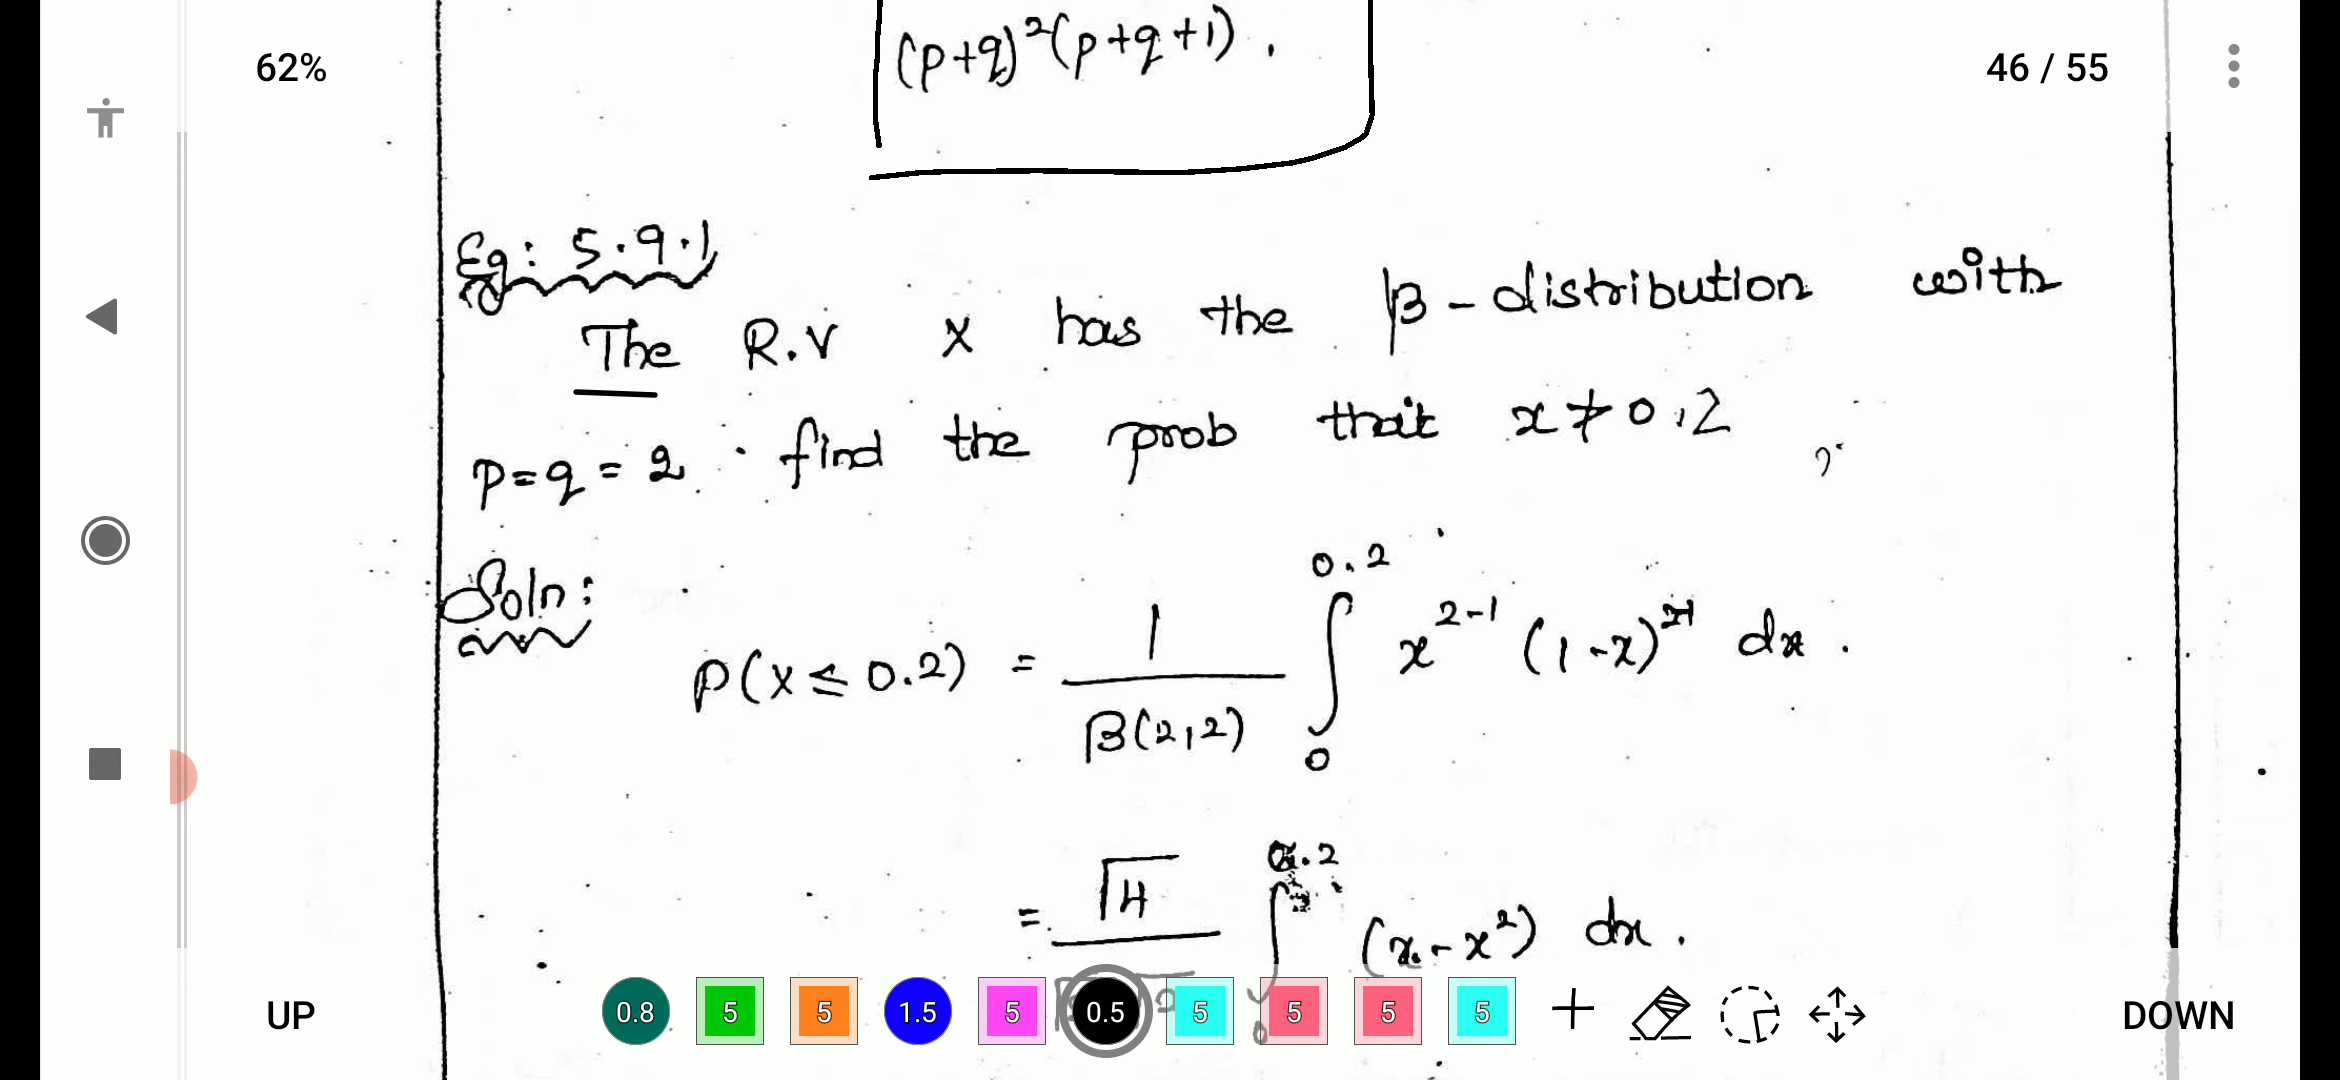 (p+q)²(p+q+1).
62%
46 / 55
Eg: 5.9.1
The R.V X has the β-distribution with
p=q=2. find the prob that x≯0.2
Soln:
P(X≤0.2) = 1/β(2,2) ∫₀^0.2 x^2-1 (1-x)^2-1 dx.
= Γ4 ∫₀^0.2 (x-x²) dx.
UP
0.8 5 5 1.5 5 0.5 5 5 5 5
DOWN